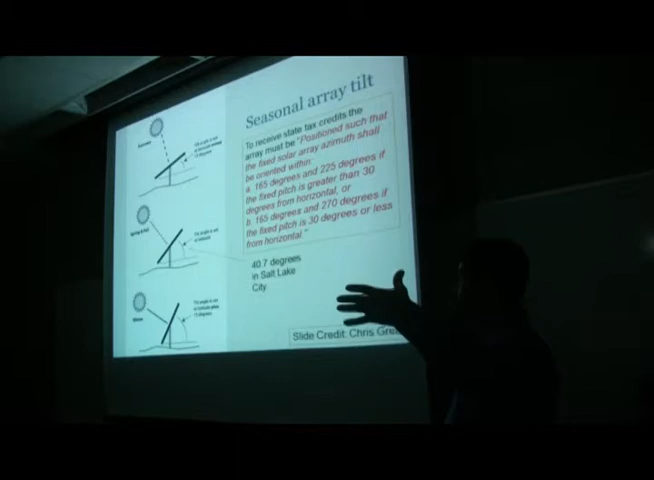 Seasonal array tilt
To receive state tax credits the
array must be "Positioned such that
the fixed solar array azimuth shall
be oriented within:
a. 165 degrees and 225 degrees if
the fixed pitch is greater than 30
degrees from horizontal, or
b. 165 degrees and 270 degrees if
the fixed pitch is 30 degrees or less
from horizontal."
40.7 degrees
in Salt Lake
City
Slide Credit: Chris